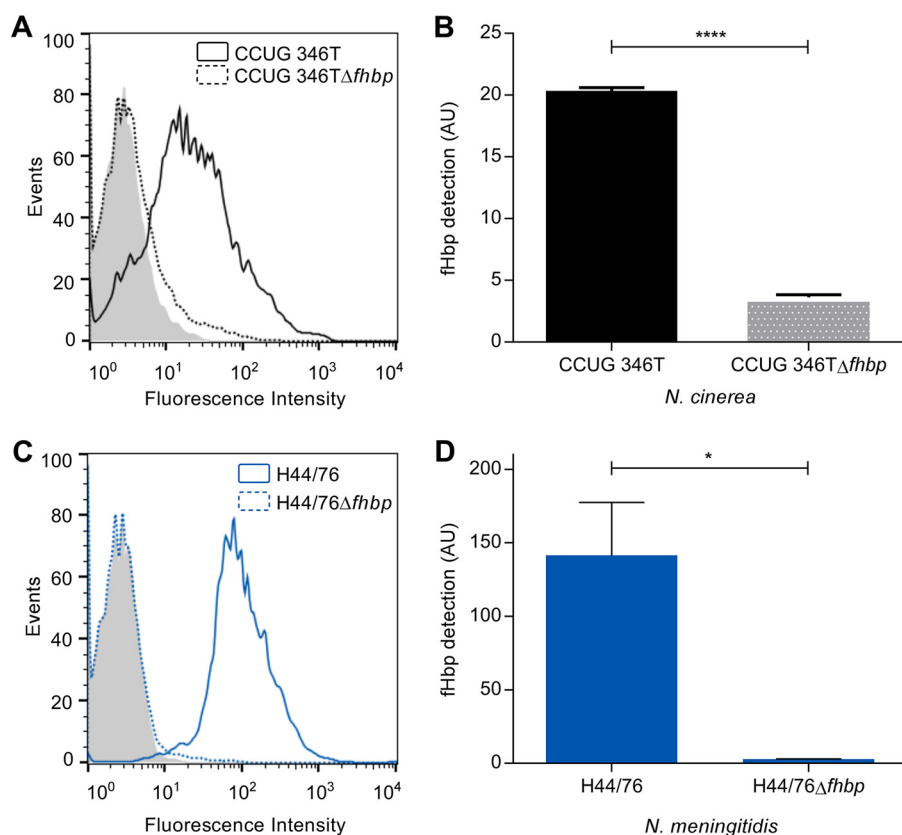 A
100
80
60
40
20
0
Events
CCUG 346T
CCUG 346TΔfhbp
10⁰ 10¹ 10² 10³ 10⁴
Fluorescence Intensity
B
25
20
15
10
5
0
fHbp detection (AU)
****
CCUG 346T CCUG 346TΔfhbp
N. cinerea
C
100
80
60
40
20
0
Events
H44/76
H44/76Δfhbp
10⁰ 10¹ 10² 10³ 10⁴
Fluorescence Intensity
D
200
150
100
50
0
fHbp detection (AU)
*
H44/76 H44/76Δfhbp
N. meningitidis